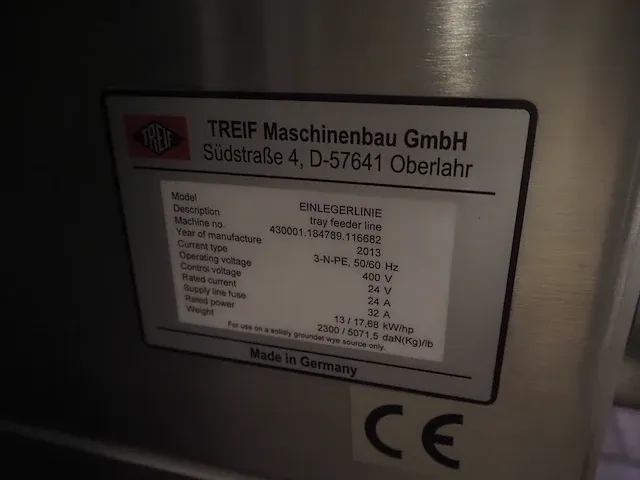 TREIF
TREIF Maschinenbau GmbH
Südstraße 4, D-57641 Oberlahr
Model EINLEGERLINIE
Description tray feeder line
Machine no. 430001.184789.116682
Year of manufacture 2013
Current type 3-N-PE, 50/60 Hz
Operating voltage 400 V
Control voltage 24 V
Rated current 24 A
Supply line fuse 32 A
Rated power 13 / 17,68 kW/hp
Weight 2300 / 5071,5 daN(Kg)/lb
For use on a solidly groundet wye source only.
Made in Germany
CE